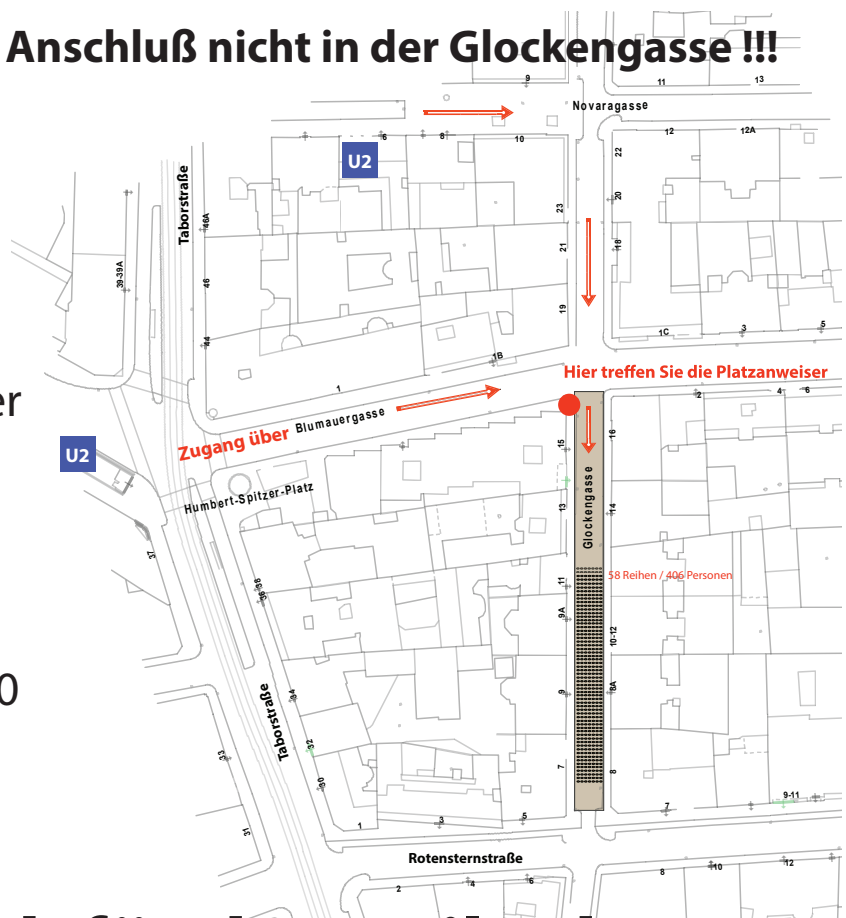 Anschluß nicht in der Glockengasse !!!
9
11
13
Novaragasse
6
8
10
12
12A
U2
22
Taborstraße
20
23
46A
21
18
39-39A
46
19
44
1C
3
5
1B
Hier treffen Sie die Platzanweiser
1
2
4
6
er
Zugang über Blumauergasse
16
15
U2
Glockengasse
Humbert-Spitzer-Platz
13
14
37
58 Reihen / 406 Personen
11
36-38
9A
10-12
0
34
9
8A
Taborstraße
32
33
7
8
30
9-11
7
31
1
3
5
Rotensternstraße
2
4
6
8
10
12